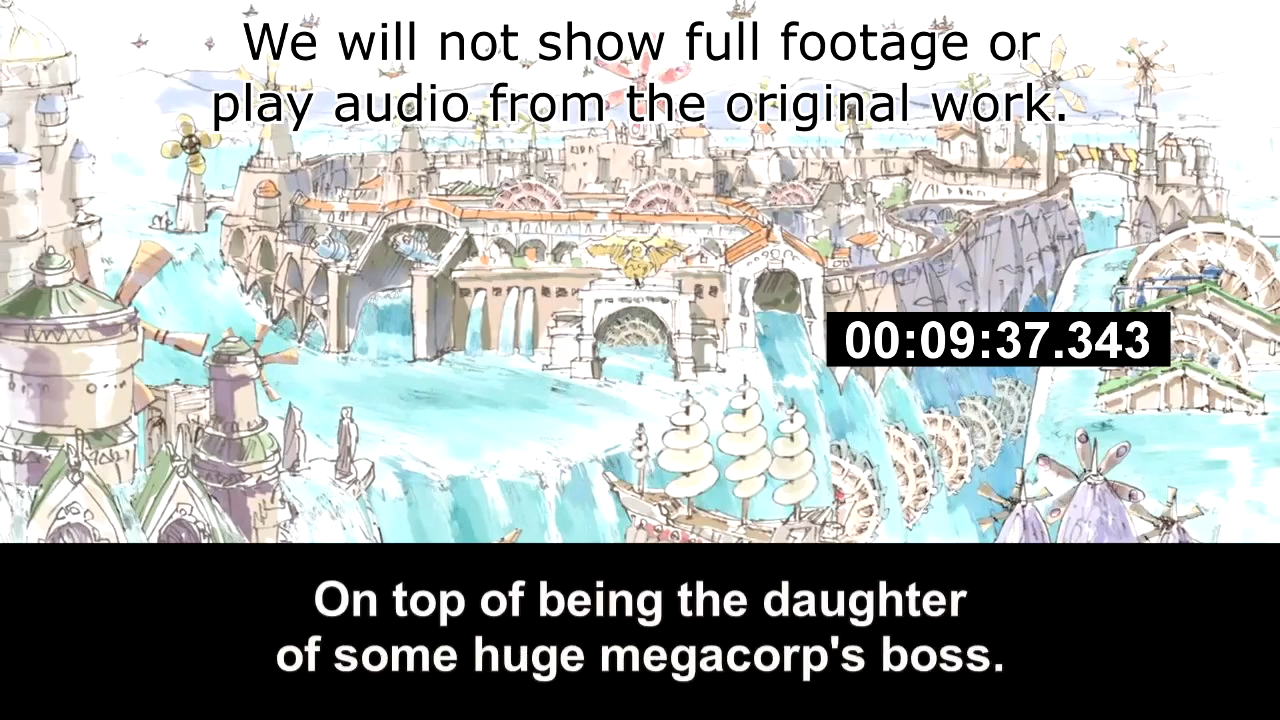 We will not show full footage or
play audio from the original work.
00:09:37.343
On top of being the daughter
of some huge megacorp's boss.